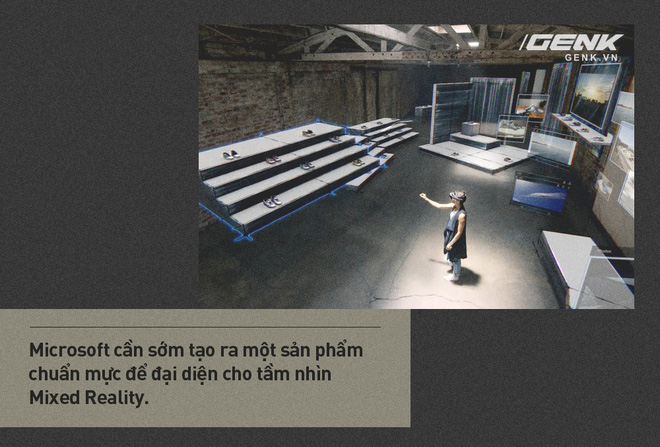 /GENK
GENK.VN
Microsoft cần sớm tạo ra một sản phẩm
chuẩn mực để đại diện cho tầm nhìn
Mixed Reality.